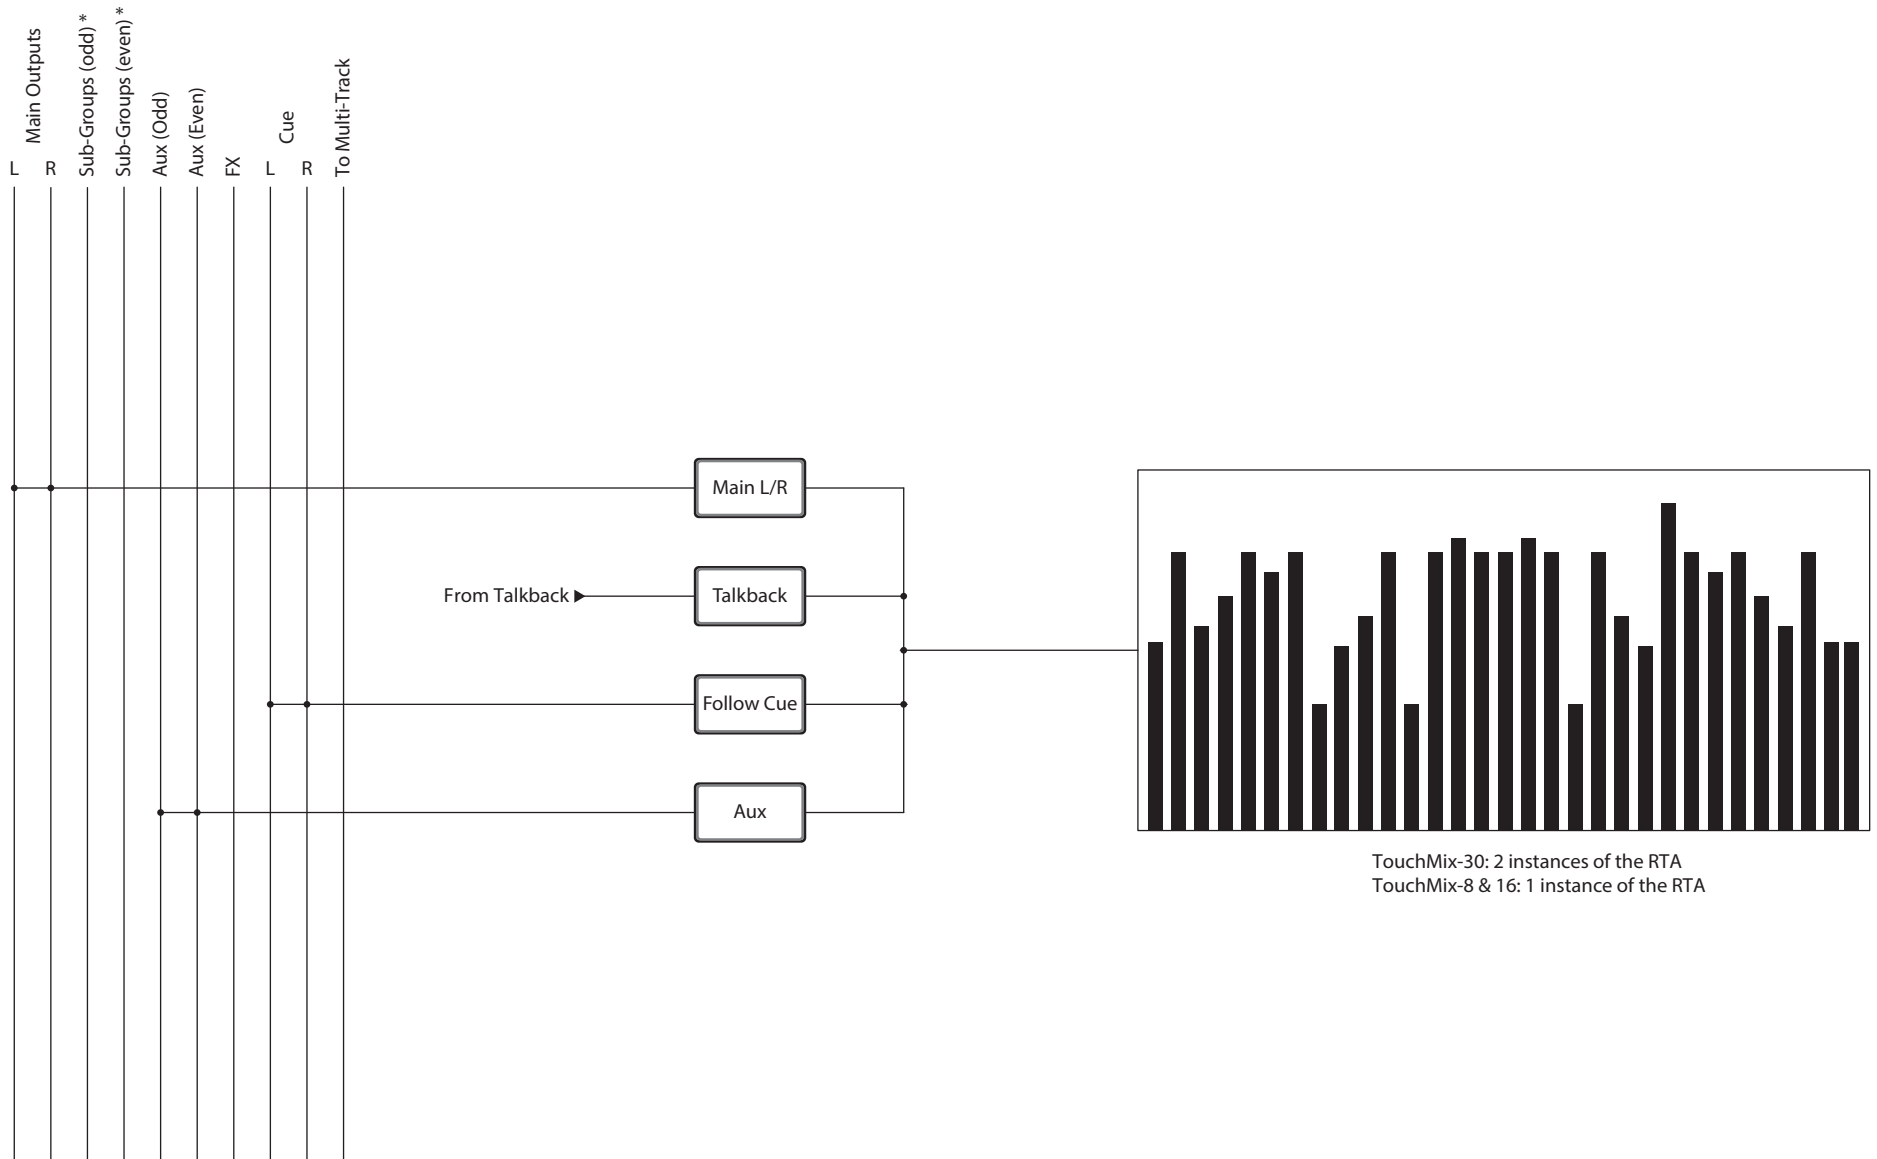 Main Outputs
L
R
Sub-Groups (odd) *
Sub-Groups (even) *
Aux (Odd)
Aux (Even)
FX
Cue
L
R
To Multi-Track
Main L/R
From Talkback
Talkback
Follow Cue
Aux
TouchMix-30: 2 instances of the RTA
TouchMix-8 & 16: 1 instance of the RTA